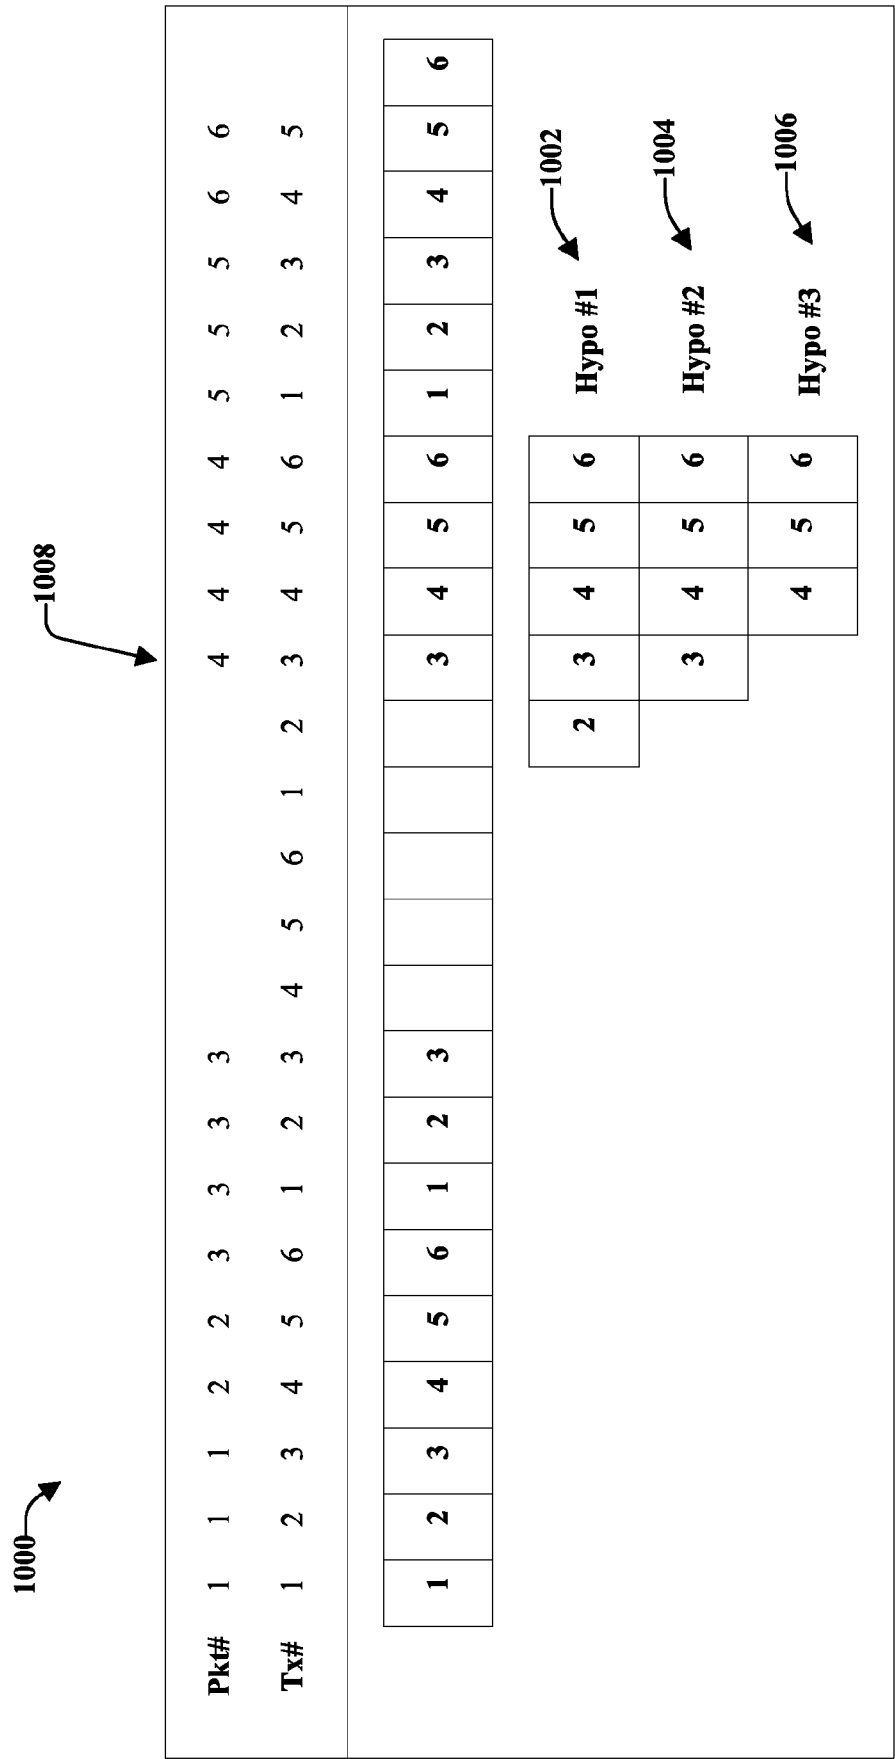 1000
1008
Pkt# 1 1 1 2 2 3 3 3 3 4 4 4 4 5 5 5 6 6
Tx# 1 2 3 4 5 6 1 2 3 4 5 6 1 2 3 4 5 6 1 2 3 4 5
1 2 3 4 5 6 1 2 3 3 4 5 6 1 2 3 4 5 6
1002
2 3 4 5 6 Hypo #1
1004
3 4 5 6 Hypo #2
1006
4 5 6 Hypo #3